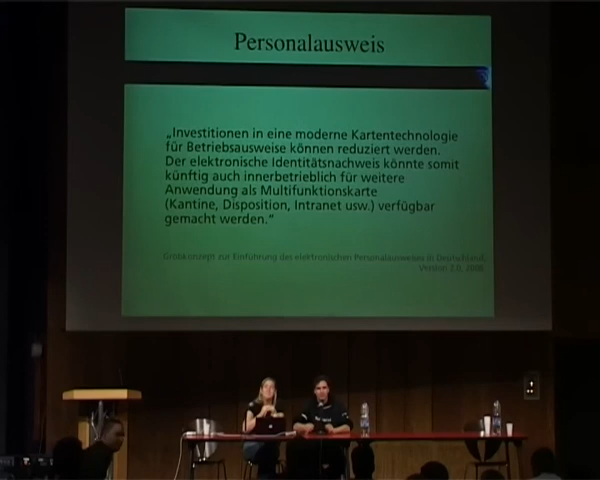 Personalausweis
„Investitionen in eine moderne Kartentechnologie
für Betriebsausweise können reduziert werden.
Der elektronische Identitätsnachweis könnte somit
künftig auch innerbetrieblich für weitere
Anwendung als Multifunktionskarte
(Kantine, Disposition, Intranet usw.) verfügbar
gemacht werden.“
Grobkonzept zur Einführung des elektronischen Personalausweises in Deutschland,
Version 2.0, 2008